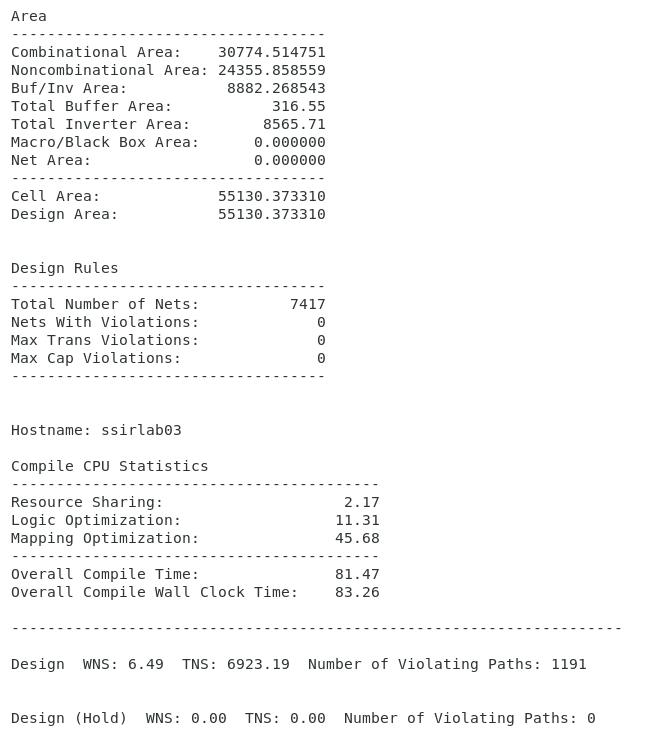 Area
-----------------------------------
Combinational Area:    30774.514751
Noncombinational Area: 24355.858559
Buf/Inv Area:           8882.268543
Total Buffer Area:           316.55
Total Inverter Area:        8565.71
Macro/Black Box Area:      0.000000
Net Area:                  0.000000
-----------------------------------
Cell Area:             55130.373310
Design Area:           55130.373310
Design Rules
-----------------------------------
Total Number of Nets:          7417
Nets With Violations:             0
Max Trans Violations:             0
Max Cap Violations:               0
-----------------------------------
Hostname: ssirlab03
Compile CPU Statistics
-----------------------------------------
Resource Sharing:                    2.17
Logic Optimization:                 11.31
Mapping Optimization:               45.68
-----------------------------------------
Overall Compile Time:               81.47
Overall Compile Wall Clock Time:    83.26
--------------------------------------------------------------------
Design  WNS: 6.49  TNS: 6923.19  Number of Violating Paths: 1191
Design (Hold)  WNS: 0.00  TNS: 0.00  Number of Violating Paths: 0